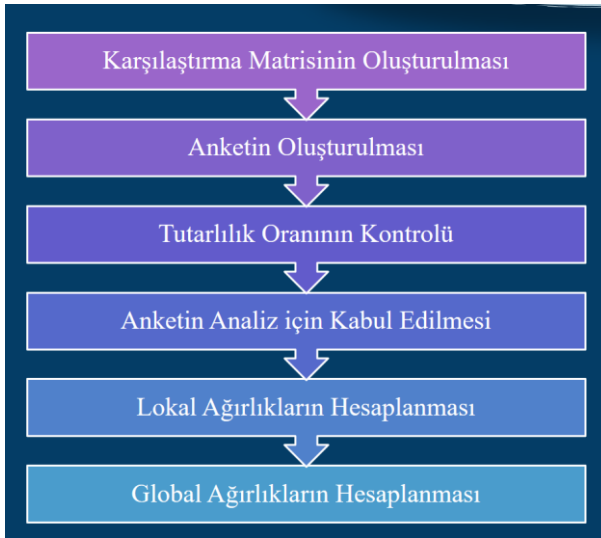 Karşılaştırma Matrisinin Oluşturulması
Anketin Oluşturulması
Tutarlılık Oranının Kontrolü
Anketin Analiz için Kabul Edilmesi
Lokal Ağırlıkların Hesaplanması
Global Ağırlıkların Hesaplanması